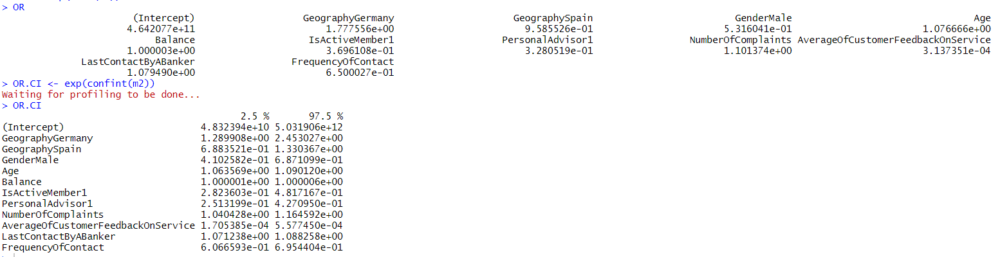 > OR
(Intercept) GeographyGermany GeographySpain GenderMale Age
4.642077e+11 1.777556e+00 9.585526e-01 5.316041e-01 1.076666e+00
Balance IsActiveMember1 PersonalAdvisor1 NumberOfComplaints AverageOfCustomerFeedbackOnService
1.000003e+00 3.696108e-01 3.280519e-01 1.101374e+00 3.137351e-04
LastContactByABanker FrequencyOfContact
1.079490e+00 6.500027e-01
> OR.CI <- exp(confint(m2))
Waiting for profiling to be done...
> OR.CI
2.5 % 97.5 %
(Intercept) 4.832394e+10 5.031906e+12
GeographyGermany 1.289908e+00 2.453027e+00
GeographySpain 6.883521e-01 1.330367e+00
GenderMale 4.102582e-01 6.871099e-01
Age 1.063569e+00 1.090120e+00
Balance 1.000001e+00 1.000006e+00
IsActiveMember1 2.823603e-01 4.817167e-01
PersonalAdvisor1 2.513199e-01 4.270950e-01
NumberOfComplaints 1.040428e+00 1.164592e+00
AverageOfCustomerFeedbackOnService 1.705385e-04 5.577450e-04
LastContactByABanker 1.071238e+00 1.088258e+00
FrequencyOfContact 6.066593e-01 6.954404e-01